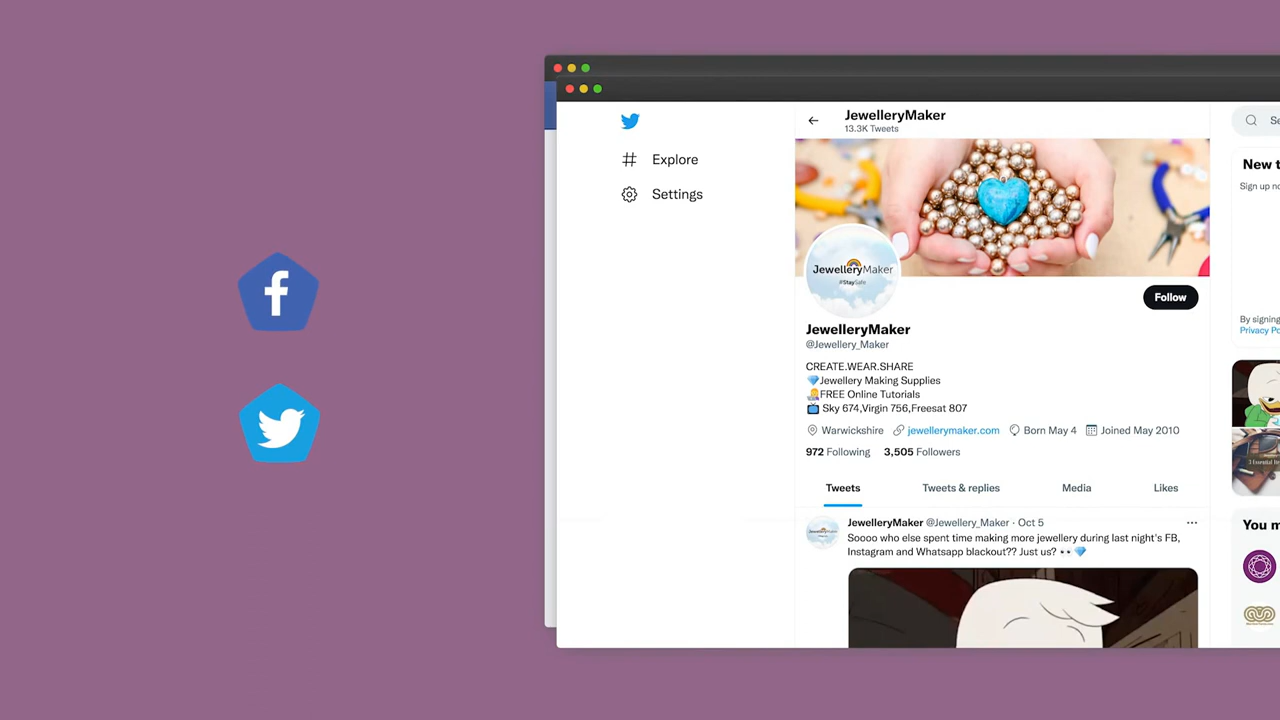 JewelleryMaker
13.3K Tweets
Explore
Settings
New t
Sign up no
JewelleryMaker
#StaySafe
Follow
JewelleryMaker
@Jewellery_Maker
By signing
Privacy Po
CREATE.WEAR.SHARE
Jewellery Making Supplies
FREE Online Tutorials
Sky 674,Virgin 756,Freesat 807
Warwickshire jewellerymaker.com Born May 4 Joined May 2010
972 Following 3,505 Followers
Tweets Tweets & replies Media Likes
JewelleryMaker @Jewellery_Maker · Oct 5
Soooo who else spent time making more jewellery during last night's FB,
Instagram and Whatsapp blackout?? Just us? 👀 💎
You m